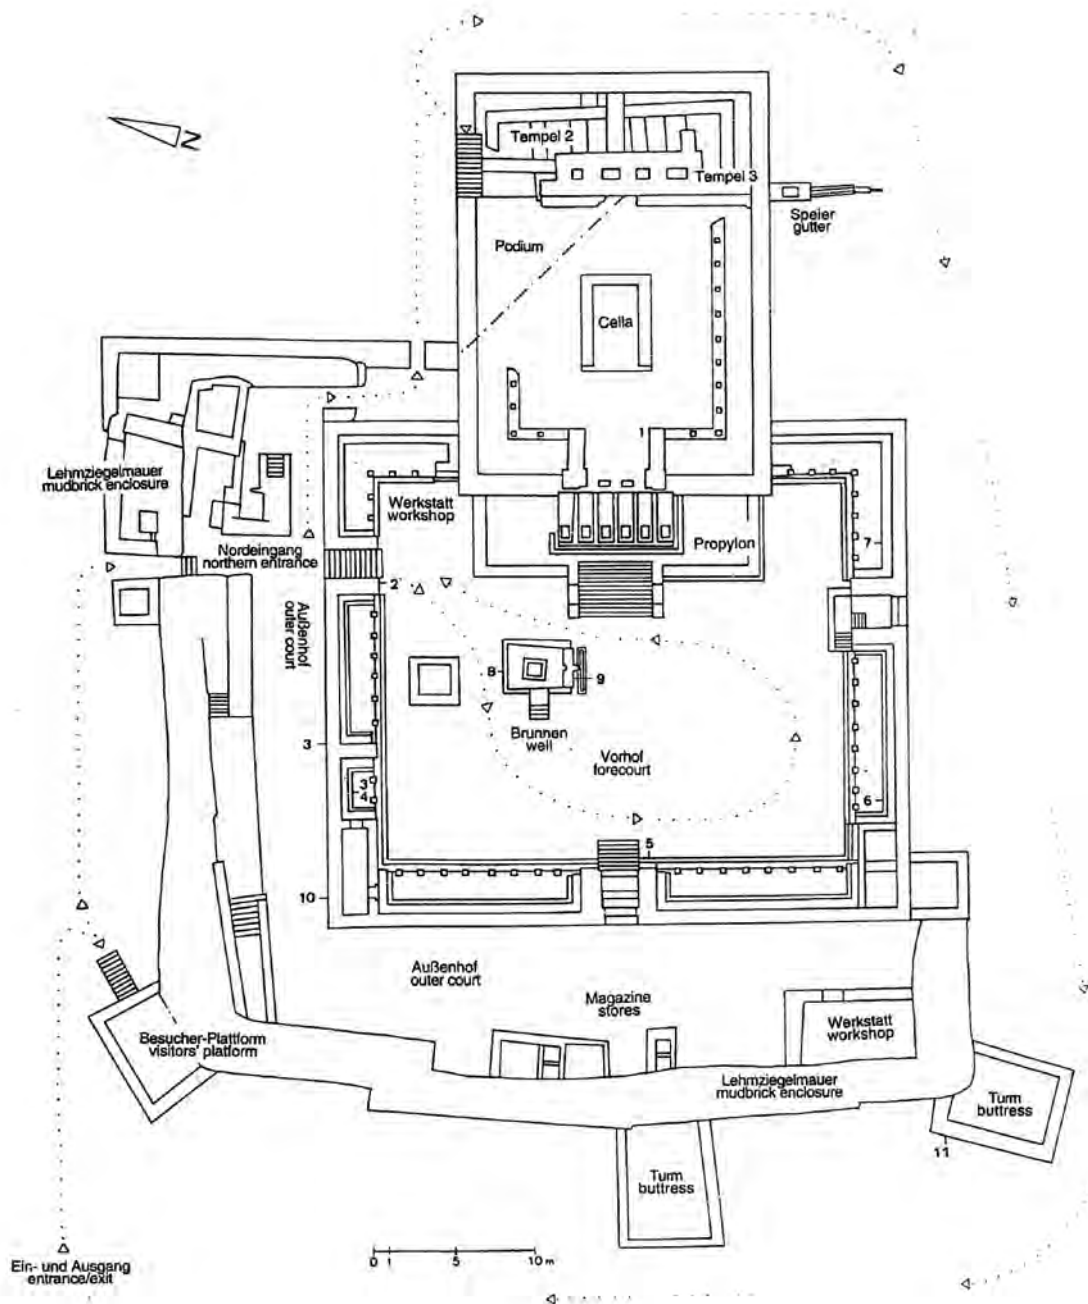 N
Tempel 2
Tempel 3
Speier
gutter
Podium
Cella
1
Lehmziegelmauer
mudbrick enclosure
Werkstatt
workshop
Nordeingang
northern entrance
Propylon
7
2
Außenhof
outer court
8
9
Brunnen
well
Vorhof
forecourt
3
3
4
6
5
10
Außenhof
outer court
Magazine
stores
Werkstatt
workshop
Besucher-Plattform
visitors' platform
Lehmziegelmauer
mudbrick enclosure
Turm
buttress
11
Turm
buttress
0 1 5 10 m
Ein- und Ausgang
entrance/exit